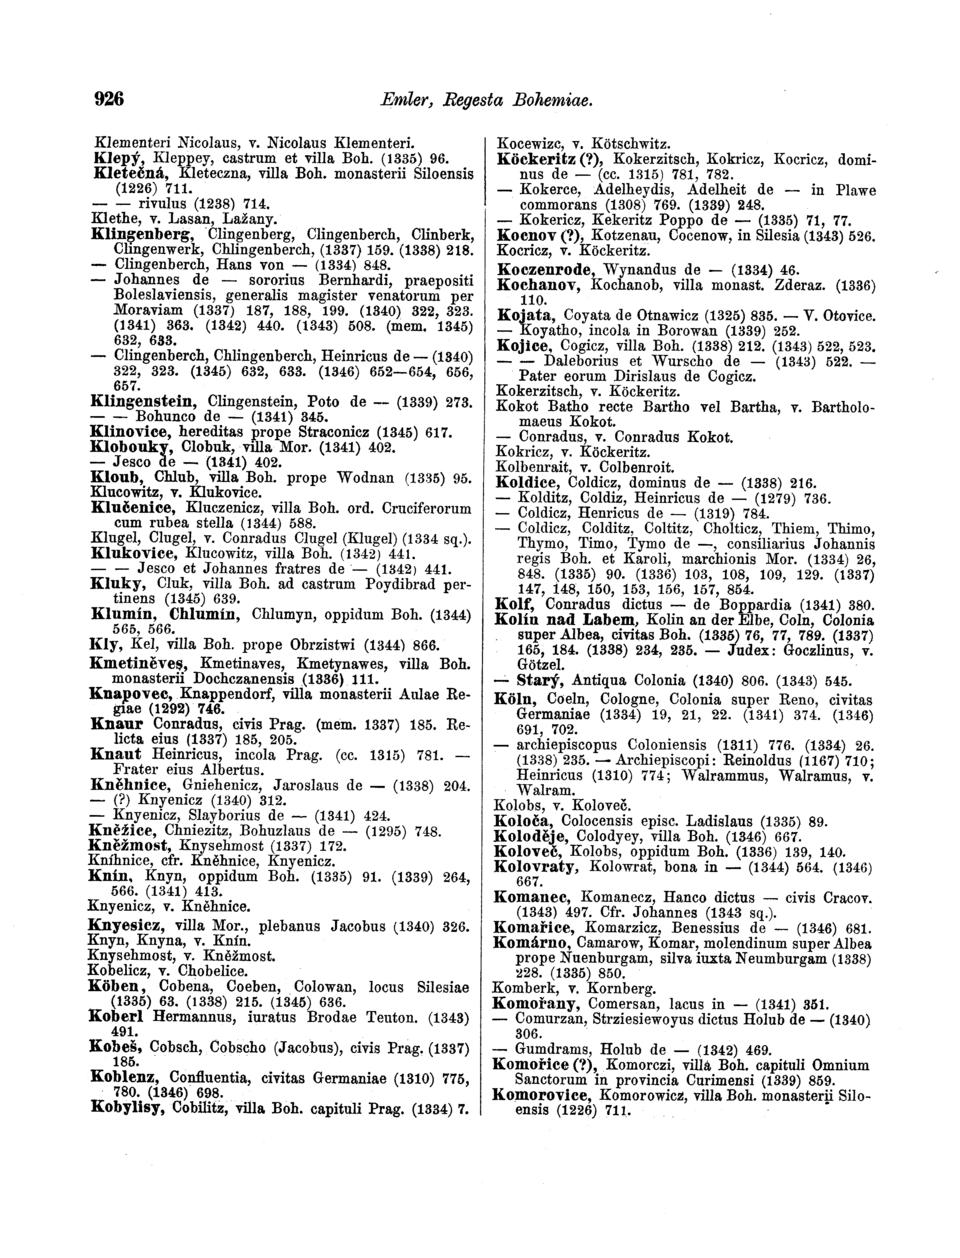 926
Emler, Regesta Bohemiae.
Klementeri Nicolaus, v. Nicolaus Klementeri.
Klepý, Kleppey, castrum et villa Boh. (1335) 96.
Kletečná, Kleteczna, villa Boh. monasterii Siloensis
(1226) 711.
— — rivulus (1238) 714.
Klethe, v. Lasan, Lažany.
Klingenberg, Clingenberg, Clingenberch, Clinberk,
Clingenwerk, Chlingenberch, (1337) 159. (1338) 218.
— Clingenberch, Hans von — (1334) 848.
— Johannes de — sororius Bernhardi, praepositi
Boleslaviensis, generalis magister venatorum per
Moraviam (1337) 187, 188, 199. (1340) 322, 323.
(1341) 363. (1342) 440. (1343) 508. (mem. 1345)
632, 633.
— Clingenberch, Chlingenberch, Heinricus de — (1340)
322, 323. (1345) 632, 633. (1346) 652—654, 656,
657.
Klingenstein, Clingenstein, Poto de — (1339) 273.
— — Bohunco de — (1341) 345.
Klinovice, hereditas prope Straconicz (1345) 617.
Klobouky, Clobuk, villa Mor. (1341) 402.
— Jesco de — (1341) 402.
Kloub, Chlub, villa Boh. prope Wodnan (1335) 95.
Klucowitz, v. Klukovice.
Klučenice, Kluczenicz, villa Boh. ord. Cruciferorum
cum rubea stella (1344) 588.
Klugel, Clugel, v. Conradus Clugel (Klugel) (1334 sq.).
Klukovice, Klucowitz, villa Boh. (1342) 441.
— — Jesco et Johannes fratres de — (1342) 441.
Kluky, Cluk, villa Boh. ad castrum Poydibrad per-
tinens (1345) 639.
Klumín, Chlumín, Chlumyn, oppidum Boh. (1344)
565, 566.
Kly, Kel, villa Boh. prope Obrzistwi (1344) 866.
Kmetiněves, Kmetinaves, Kmetynawes, villa Boh.
monasterii Dochczanensis (1336) 111.
Knapovec, Knappendorf, villa monasterii Aulae Re-
giae (1292) 746.
Knaur Conradus, civis Prag. (mem. 1337) 185. Re-
licta eius (1337) 185, 205.
Knaut Heinricus, incola Prag. (cc. 1315) 781. —
Frater eius Albertus.
Kněhnice, Gniehenicz, Jaroslaus de — (1338) 204.
— (?) Knyenicz (1340) 312.
— Knyenicz, Slayborius de — (1341) 424.
Kněžice, Chniezitz, Bohuzlaus de — (1295) 748.
Kněžmost, Knysehmost (1337) 172.
Kníhnice, cfr. Kněhnice, Knyenicz.
Knín, Knyn, oppidum Boh. (1335) 91. (1339) 264,
566. (1341) 413.
Knyenicz, v. Kněhnice.
Knyesicz, villa Mor., plebanus Jacobus (1340) 326.
Knyn, Knyna, v. Knín.
Knysehmost, v. Kněžmost.
Kobelicz, v. Chobelice.
Köben, Cobena, Coeben, Colowan, locus Silesiae
(1335) 63. (1338) 215. (1345) 636.
Koberl Hermannus, iuratus Brodae Teuton. (1343)
491.
Kobeš, Cobsch, Cobscho (Jacobus), civis Prag. (1337)
185.
Koblenz, Confluentia, civitas Germaniae (1310) 775,
780. (1346) 698.
Kobylisy, Cobilitz, villa Boh. capituli Prag. (1334) 7.
Kocewizc, v. Kötschwitz.
Köckeritz (?), Kokerzitsch, Kokricz, Kocricz, domi-
nus de — (cc. 1315) 781, 782.
— Kokerce, Adelheydis, Adelheit de — in Plawe
commorans (1308) 769. (1339) 248.
— Kokericz, Kekeritz Poppo de — (1335) 71, 77.
Kocnov (?), Kotzenau, Cocenow, in Silesia (1343) 526.
Kocricz, v. Köckeritz.
Koczenrode, Wynandus de — (1334) 46.
Kochanov, Kochanob, villa monast. Zderaz. (1336)
110.
Kojata, Coyata de Otnawicz (1325) 835. — V. Otovice.
— Koyatho, incola in Borowan (1339) 252.
Kojice, Cogicz, villa Boh. (1338) 212. (1343) 522, 523.
— — Daleborius et Wurscho de — (1343) 522. —
Pater eorum Dirislaus de Cogicz.
Kokerzitsch, v. Köckeritz.
Kokot Batho recte Bartho vel Bartha, v. Bartholo-
maeus Kokot.
— Conradus, v. Conradus Kokot.
Kokricz, v. Köckeritz.
Kolbenrait, v. Colbenroit.
Koldice, Coldicz, dominus de — (1338) 216.
— Kolditz, Coldiz, Heinricus de — (1279) 736.
— Coldicz, Henricus de — (1319) 784.
— Coldicz, Colditz, Coltitz, Cholticz, Thiem, Thimo,
Thymo, Timo, Tymo de —, consiliarius Johannis
regis Boh. et Karoli, marchionis Mor. (1334) 26,
848. (1335) 90. (1336) 103, 108, 109, 129. (1337)
147, 148, 150, 153, 156, 157, 854.
Kolf, Conradus dictus — de Boppardia (1341) 380.
Kolín nad Labem, Kolin an der Elbe, Coln, Colonia
super Albea, civitas Boh. (1335) 76, 77, 789. (1337)
165, 184. (1338) 234, 235. — Judex: Goczlinus, v.
Götzel.
— Starý, Antiqua Colonia (1340) 806. (1343) 545.
Köln, Coeln, Cologne, Colonia super Reno, civitas
Germaniae (1334) 19, 21, 22. (1341) 374. (1346)
691, 702.
— archiepiscopus Coloniensis (1311) 776. (1334) 26.
(1338) 235. — Archiepiscopi: Reinoldus (1167) 710;
Heinricus (1310) 774; Walrammus, Walramus, v.
Walram.
Kolobs, v. Koloveč.
Koloča, Colocensis episc. Ladislaus (1335) 89.
Koloděje, Colodyey, villa Boh. (1346) 667.
Koloveč, Kolobs, oppidum Boh. (1336) 139, 140.
Kolovraty, Kolowrat, bona in — (1344) 564. (1346)
667.
Komanec, Komanecz, Hanco dictus — civis Cracov.
(1343) 497. Cfr. Johannes (1343 sq.).
Komařice, Komarzicz, Benessius de — (1346) 681.
Komárno, Camarow, Komar, molendinum super Albea
prope Nuenburgam, silva iuxta Neumburgam (1338)
228. (1335) 850.
Komberk, v. Kornberg.
Komořany, Comersan, lacus in — (1341) 351.
— Comurzan, Strziesiewoyus dictus Holub de — (1340)
306.
— Gumdrams, Holub de — (1342) 469.
Komořice (?), Komorczi, villa Boh. capituli Omnium
Sanctorum in provincia Curimensi (1339) 859.
Komorovice, Komorowicz, villa Boh. monasterii Silo-
ensis (1226) 711.